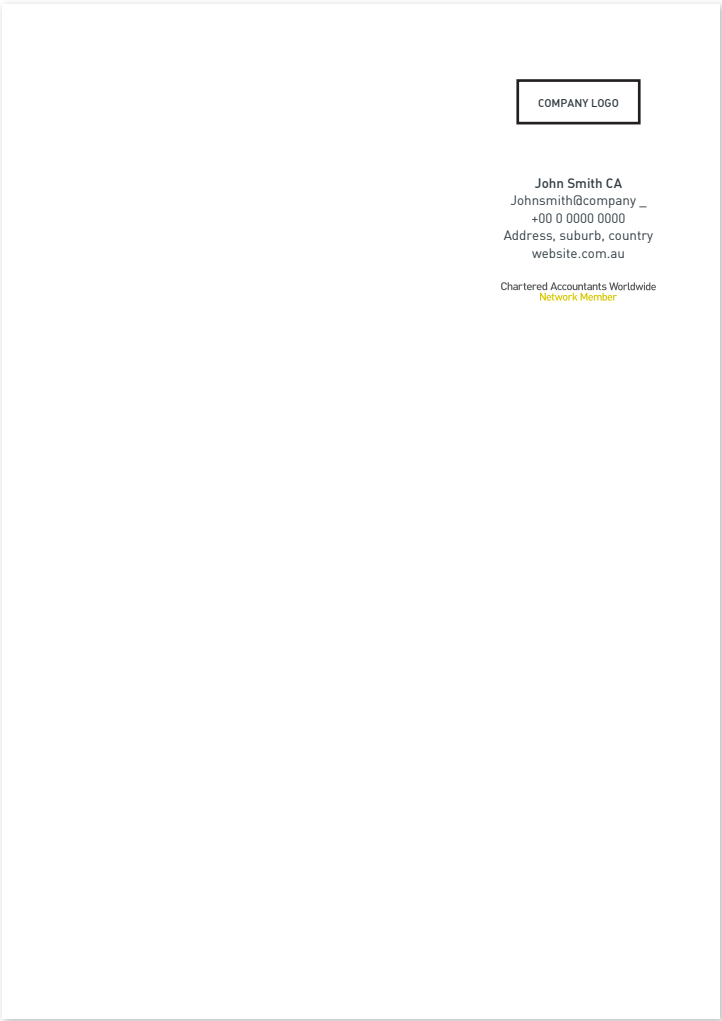 COMPANY LOGO
John Smith CA
Johnsmith@company _
+00 0 0000 0000
Address, suburb, country
website.com.au
Chartered Accountants Worldwide
Network Member